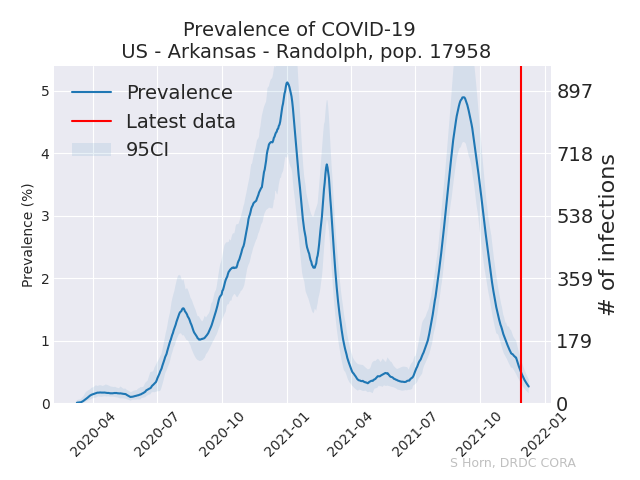 Prevalence of COVID-19
US - Arkansas - Randolph, pop. 17958
Prevalence
Latest data
95CI
Prevalence (%)
5
4
3
2
1
0
897
718
538
359
179
0
# of infections
2020-04
2020-07
2020-10
2021-01
2021-04
2021-07
2021-10
2022-01
S Horn, DRDC CORA